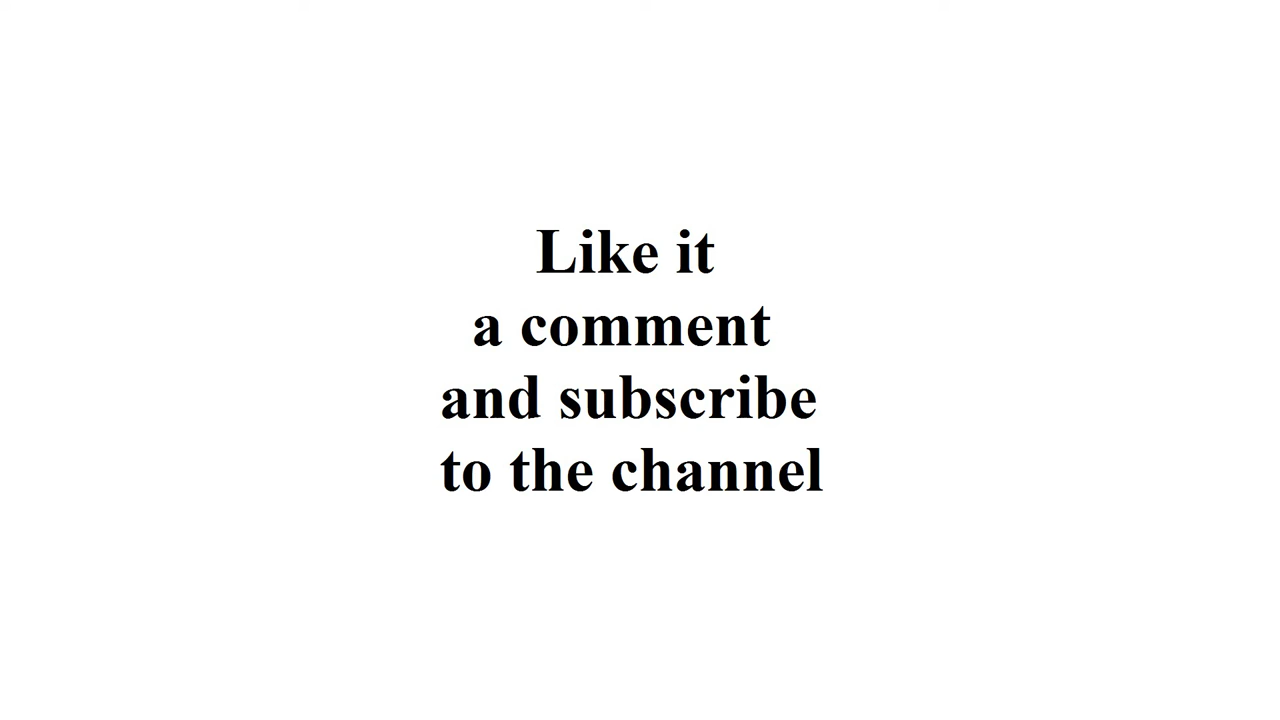 Like it
a comment
and subscribe
to the channel